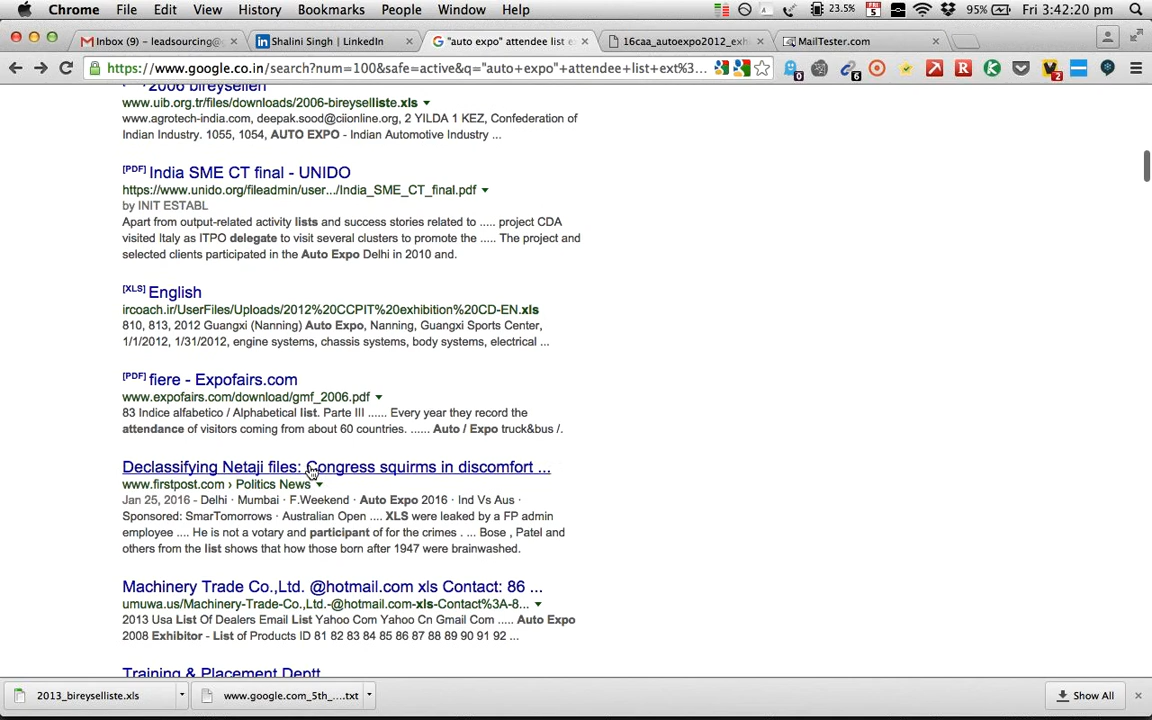 Chrome File Edit View History Bookmarks People Window Help 23.5% 95% Fri 3:42:20 pm
Inbox (9) – leadsourcing@ × Shalini Singh | LinkedIn × "auto expo" attendee list e × 16caa_autoexpo2012_exh × MailTester.com ×
https://www.google.co.in/search?num=100&safe=active&q="auto+expo"+attendee+list+ext%3...
2006 bireyselleri
www.uib.org.tr/files/downloads/2006-bireyselliste.xls
www.agrotech-india.com, deepak.sood@ciionline.org, 2 YILDA 1 KEZ, Confederation of
Indian Industry. 1055, 1054, AUTO EXPO - Indian Automotive Industry ...
[PDF] India SME CT final - UNIDO
https://www.unido.org/fileadmin/user.../India_SME_CT_final.pdf
by INIT ESTABL
Apart from output-related activity lists and success stories related to ..... project CDA
visited Italy as ITPO delegate to visit several clusters to promote the ..... The project and
selected clients participated in the Auto Expo Delhi in 2010 and.
[XLS] English
ircoach.ir/UserFiles/Uploads/2012%20CCPIT%20exhibition%20CD-EN.xls
810, 813, 2012 Guangxi (Nanning) Auto Expo, Nanning, Guangxi Sports Center,
1/1/2012, 1/31/2012, engine systems, chassis systems, body systems, electrical ...
[PDF] fiere - Expofairs.com
www.expofairs.com/download/gmf_2006.pdf
83 Indice alfabetico / Alphabetical list. Parte III ...... Every year they record the
attendance of visitors coming from about 60 countries. ...... Auto / Expo truck&bus /.
Declassifying Netaji files: Congress squirms in discomfort ...
www.firstpost.com › Politics News
Jan 25, 2016 - Delhi · Mumbai · F.Weekend · Auto Expo 2016 · Ind Vs Aus ·
Sponsored: SmarTomorrows · Australian Open .... XLS were leaked by a FP admin
employee .... He is not a votary and participant of for the crimes . ... Bose , Patel and
others from the list shows that how those born after 1947 were brainwashed.
Machinery Trade Co.,Ltd. @hotmail.com xls Contact: 86 ...
umuwa.us/Machinery-Trade-Co.,Ltd.-@hotmail.com-xls-Contact%3A-8...
2013 Usa List Of Dealers Email List Yahoo Com Yahoo Cn Gmail Com ..... Auto Expo
2008 Exhibitor - List of Products ID 81 82 83 84 85 86 87 88 89 90 91 92 ...
Training & Placement Deptt
2013_bireyselliste.xls www.google.com_5th_....txt Show All